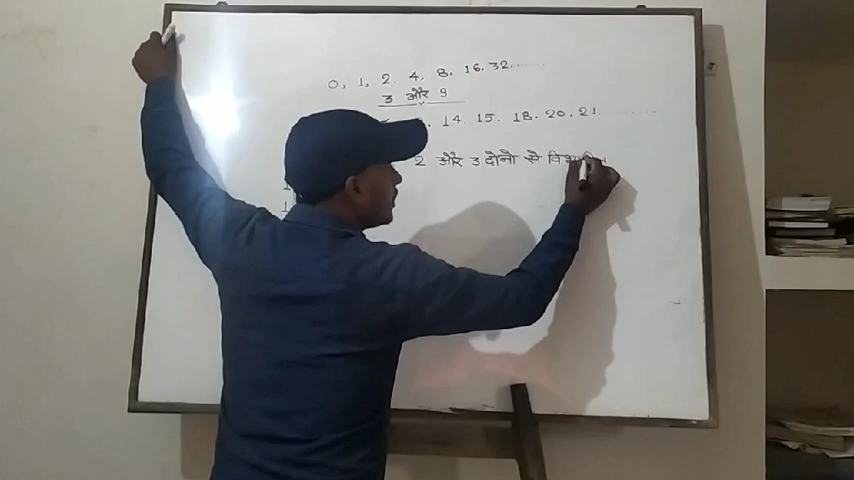 0, 1, 2, 4, 8, 16, 32......
3 और 9
14 15, 18, 20, 21.........
2 और 3 दोनो से